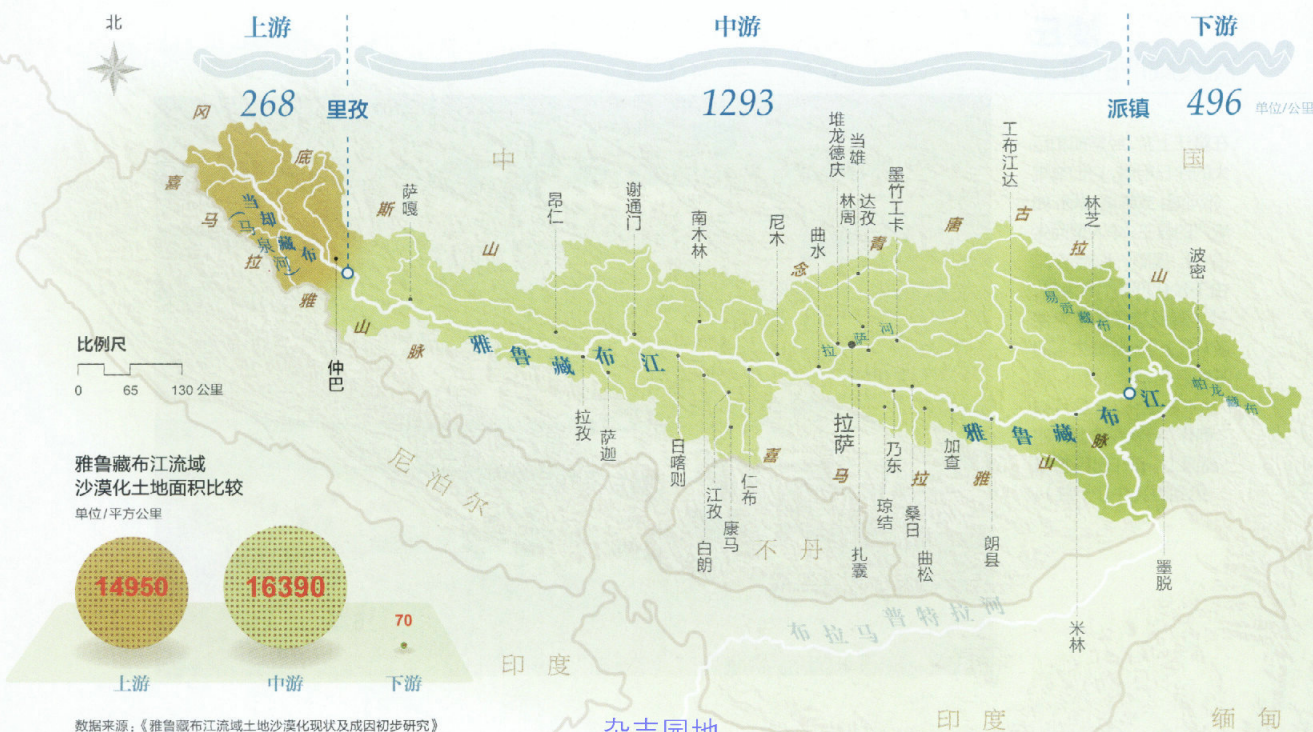 北
上游
中游
下游
268
里孜
1293
派镇
496
单位/公里
冈
底
斯
山
喜
马
拉
雅
山
脉
中
国
当却藏布
(马泉河)
念
青
唐
古
拉
山
萨嘎
昂仁
谢通门
南木林
尼木
曲水
堆龙德庆
林周
当雄
达孜
墨竹工卡
工布江达
林芝
波密
易贡藏布
帕龙藏布
拉萨河
雅鲁藏布江
雅鲁藏布江
仲巴
拉孜
萨迦
日喀则
江孜
白朗
康马
仁布
拉萨
扎囊
乃东
琼结
桑日
曲松
加查
朗县
米林
墨脱
喜
马
拉
雅
山
脉
比例尺
0 65 130 公里
尼泊尔
不丹
印度
印度
缅甸
布拉马普特拉河
雅鲁藏布江流域
沙漠化土地面积比较
单位/平方公里
14950
16390
70
上游
中游
下游
数据来源:《雅鲁藏布江流域土地沙漠化现状及成因初步研究》
杂志园地